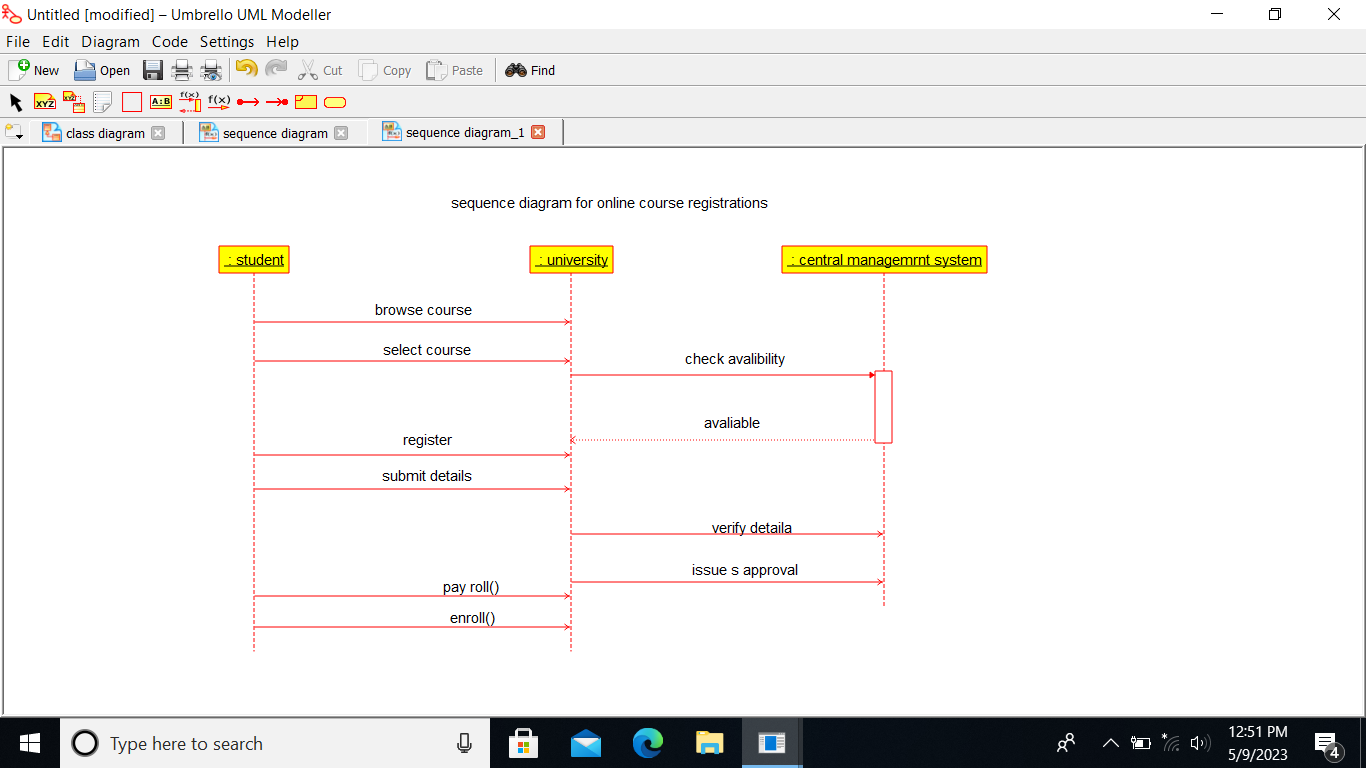 Untitled [modified] – Umbrello UML Modeller
File Edit Diagram Code Settings Help
New Open Cut Copy Paste Find
XYZ XYZ A:B f(x) f(x)
class diagram sequence diagram sequence diagram_1
sequence diagram for online course registrations
: student : university : central managemrnt system
browse course
select course
check avalibility
avaliable
register
submit details
verify detaila
issue s approval
pay roll()
enroll()
Type here to search
12:51 PM
5/9/2023
4